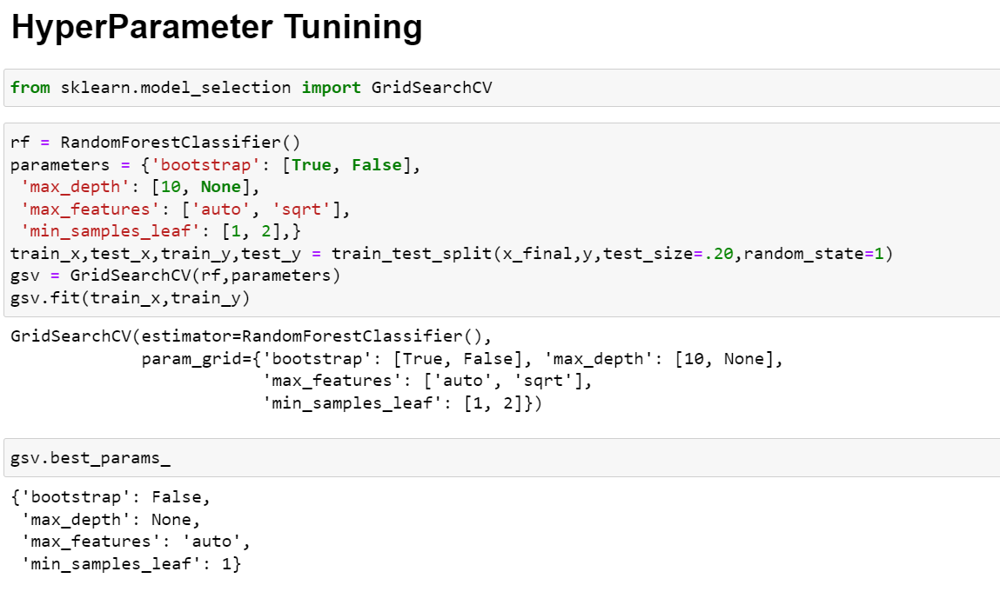 HyperParameter Tunining
from sklearn.model_selection import GridSearchCV
rf = RandomForestClassifier()
parameters = {'bootstrap': [True, False],
 'max_depth': [10, None],
 'max_features': ['auto', 'sqrt'],
 'min_samples_leaf': [1, 2],}
train_x,test_x,train_y,test_y = train_test_split(x_final,y,test_size=.20,random_state=1)
gsv = GridSearchCV(rf,parameters)
gsv.fit(train_x,train_y)
GridSearchCV(estimator=RandomForestClassifier(),
             param_grid={'bootstrap': [True, False], 'max_depth': [10, None],
                         'max_features': ['auto', 'sqrt'],
                         'min_samples_leaf': [1, 2]})
gsv.best_params_
{'bootstrap': False,
 'max_depth': None,
 'max_features': 'auto',
 'min_samples_leaf': 1}